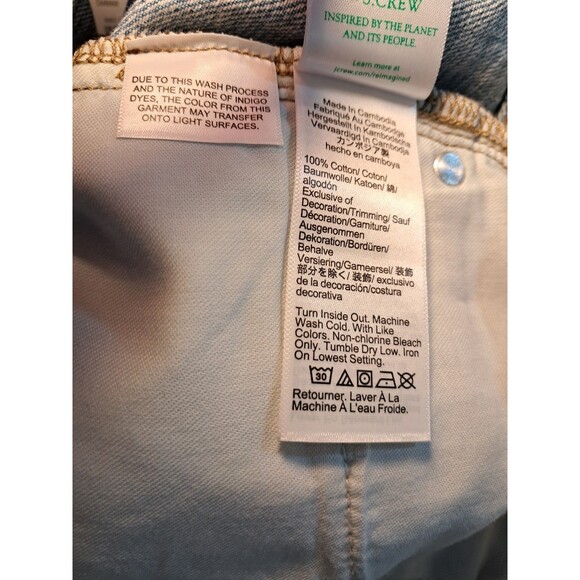 DUE TO THIS WASH PROCESS
AND THE NATURE OF INDIGO
DYES, THE COLOR FROM THIS
GARMENT MAY TRANSFER
ONTO LIGHT SURFACES.
J.CREW
INSPIRED BY THE PLANET
AND ITS PEOPLE.
Learn more at
jcrew.com/reimagined
Made In Cambodia
Fabriqué Au Cambodge
Hergestellt In Kambodscha
Vervaardigd In Cambodja
カンボジア製
hecho en camboya
100% Cotton/ Coton/
Baumwolle/ Katoen/ 綿/
algodón
Exclusive of
Decoration/Trimming/ Sauf
Décoration/Garniture/
Ausgenommen
Dekoration/Bordüren/
Behalve
Versiering/Gameersel/ 装飾
部分を除く/ 装飾/ exclusivo
de la decoración/costura
decorativa
Turn Inside Out. Machine
Wash Cold. With Like
Colors. Non-chlorine Bleach
Only. Tumble Dry Low. Iron
On Lowest Setting.
30
Retourner. Laver À La
Machine À L'eau Froide.